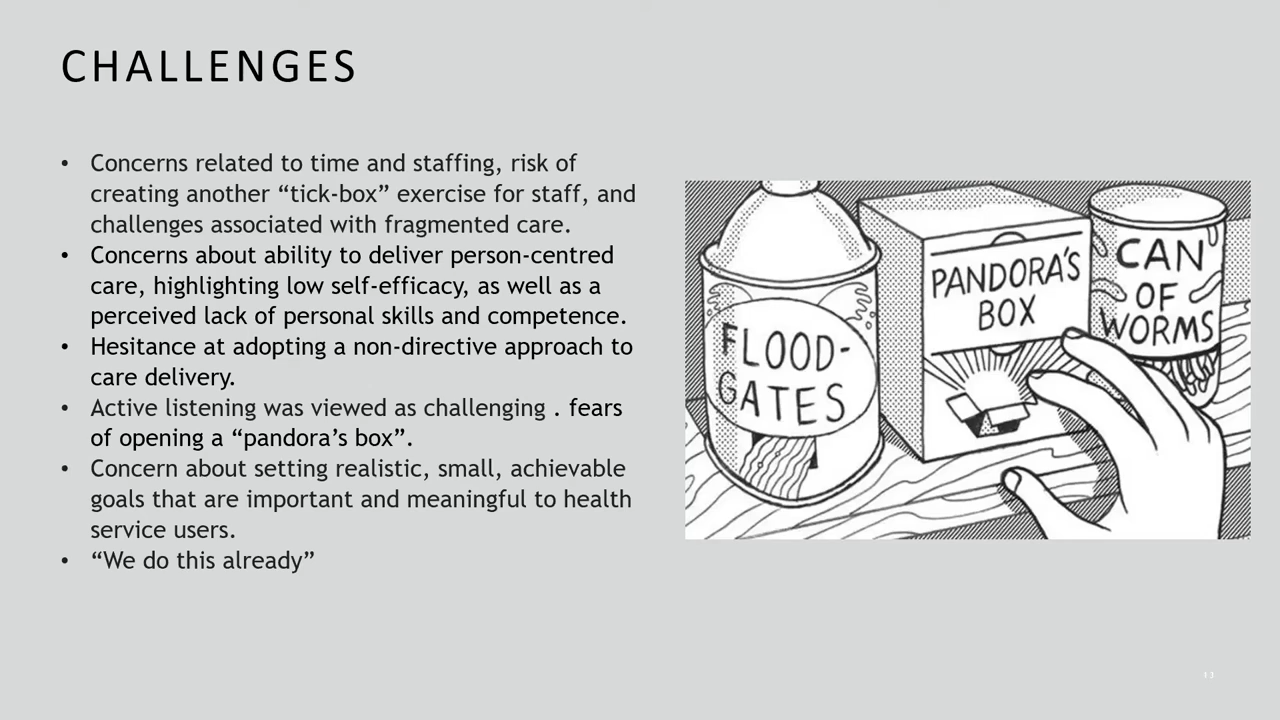 CHALLENGES
• Concerns related to time and staffing, risk of
creating another “tick-box” exercise for staff, and
challenges associated with fragmented care.
• Concerns about ability to deliver person-centred
care, highlighting low self-efficacy, as well as a
perceived lack of personal skills and competence.
• Hesitance at adopting a non-directive approach to
care delivery.
• Active listening was viewed as challenging . fears
of opening a “pandora’s box”.
• Concern about setting realistic, small, achievable
goals that are important and meaningful to health
service users.
• “We do this already”
FLOOD-
GATES
PANDORA'S
BOX
CAN
OF
WORMS
13